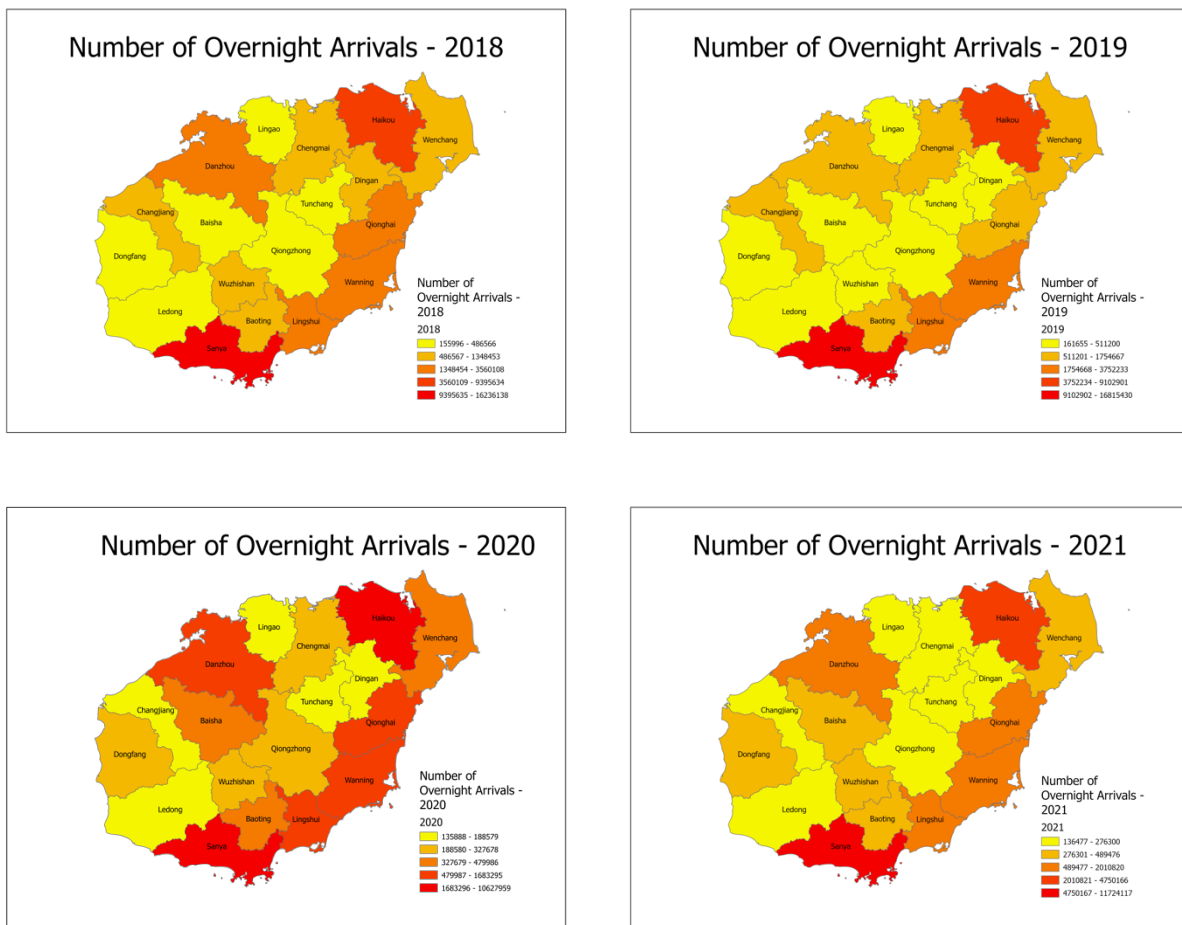 Number of Overnight Arrivals - 2018
Lingao
Haikou
Wenchang
Chengmai
Danzhou
Dingan
Tunchang
Changjiang
Baisha
Qionghai
Qiongzhong
Dongfang
Wanning
Wuzhishan
Ledong
Baoting
Lingshui
Sanya
Number of
Overnight Arrivals -
2018
2018
155996 - 486566
486567 - 1348453
1348454 - 3560108
3560109 - 9395634
9395635 - 16236138
Number of Overnight Arrivals - 2019
Lingao
Haikou
Wenchang
Chengmai
Danzhou
Dingan
Tunchang
Changjiang
Baisha
Qionghai
Qiongzhong
Dongfang
Wanning
Wuzhishan
Ledong
Baoting
Lingshui
Sanya
Number of
Overnight Arrivals -
2019
2019
161655 - 511200
511201 - 1754667
1754668 - 3752233
3752234 - 9102901
9102902 - 16815430
Number of Overnight Arrivals - 2020
Lingao
Haikou
Wenchang
Chengmai
Danzhou
Dingan
Tunchang
Changjiang
Baisha
Qionghai
Qiongzhong
Dongfang
Wanning
Wuzhishan
Ledong
Baoting
Lingshui
Sanya
Number of
Overnight Arrivals -
2020
2020
135888 - 188579
188580 - 327678
327679 - 479986
479987 - 1683295
1683296 - 10627959
Number of Overnight Arrivals - 2021
Lingao
Haikou
Wenchang
Chengmai
Danzhou
Dingan
Tunchang
Changjiang
Baisha
Qionghai
Qiongzhong
Dongfang
Wanning
Wuzhishan
Ledong
Baoting
Lingshui
Sanya
Number of
Overnight Arrivals -
2021
2021
136477 - 276300
276301 - 489476
489477 - 2010820
2010821 - 4750166
4750167 - 11724117